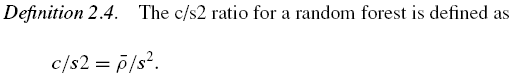 Definition 2.4. The c/s2 ratio for a random forest is defined as
c/s2 = ρ̄/s².